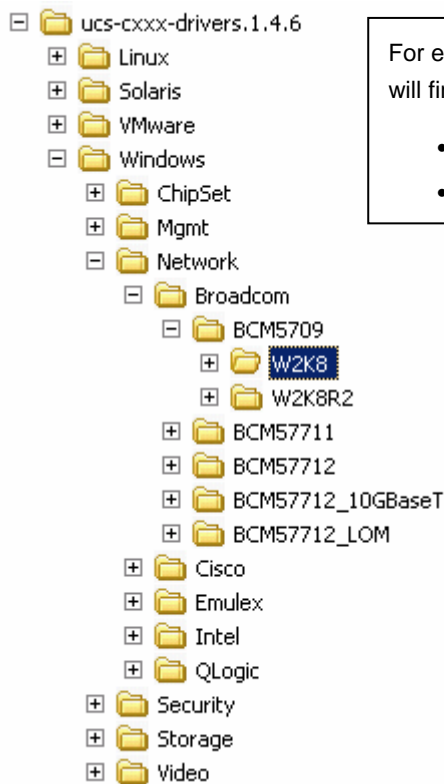 ucs-cxxx-drivers.1.4.6
Linux
Solaris
VMware
Windows
ChipSet
Mgmt
Network
Broadcom
BCM5709
W2K8
W2K8R2
BCM57711
BCM57712
BCM57712_10GBaseT
BCM57712_LOM
Cisco
Emulex
Intel
QLogic
Security
Storage
Video
For e
will fi
•
•